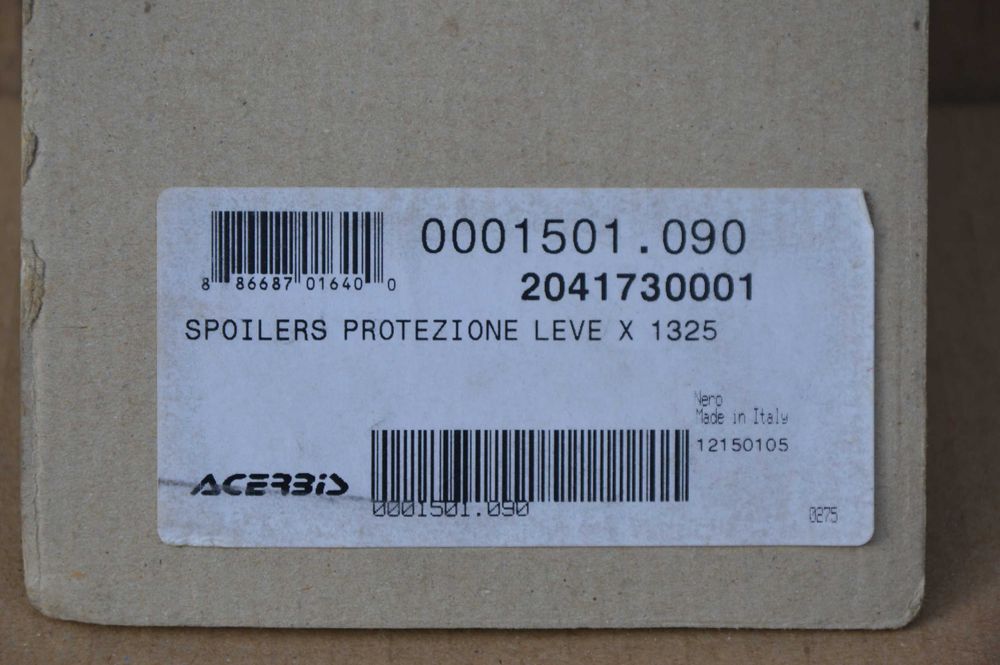 0001501.090
8 86687 01640 0
2041730001
SPOILERS PROTEZIONE LEVE X 1325
Nero
Made in Italy
12150105
ACERBiS
0001501.090
0275